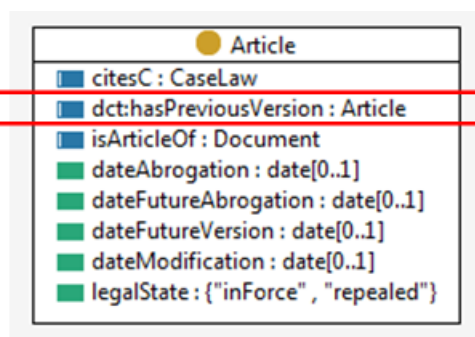 Article
citesC : CaseLaw
dct:hasPreviousVersion : Article
isArticleOf : Document
dateAbrogation : date[0..1]
dateFutureAbrogation : date[0..1]
dateFutureVersion : date[0..1]
dateModification : date[0..1]
legalState : {"inForce" , "repealed"}